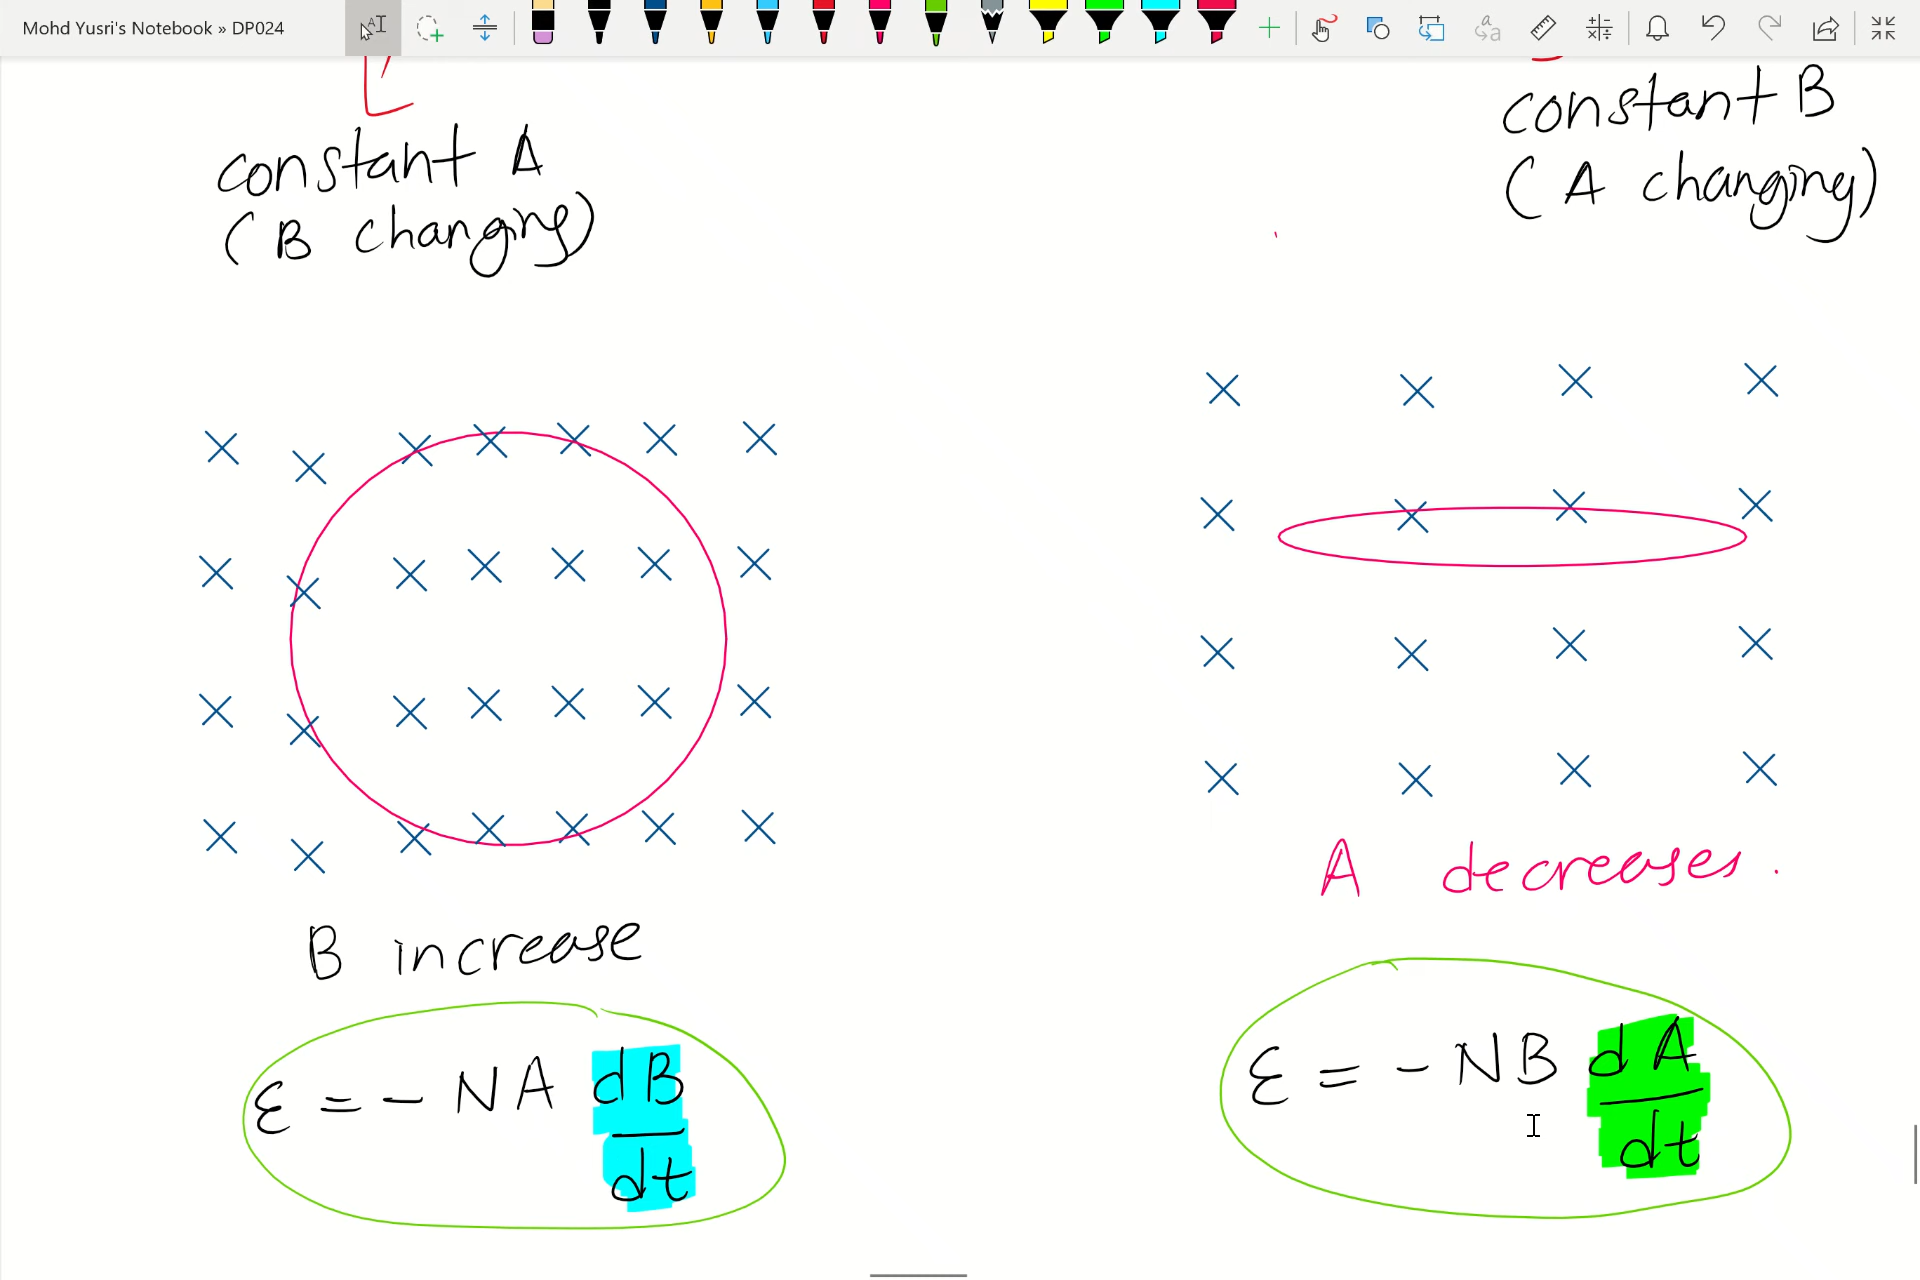 Mohd Yusri's Notebook » DP024
constant A
(B changing)
constant B
(A changing)
B increase
ε = - NA dB
dt
A decreases.
ε = - NB dA
dt